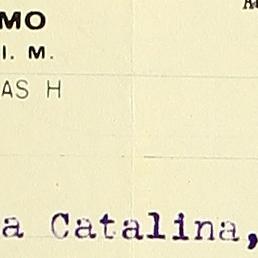 MO
I. M.
AS H
a Catalina,